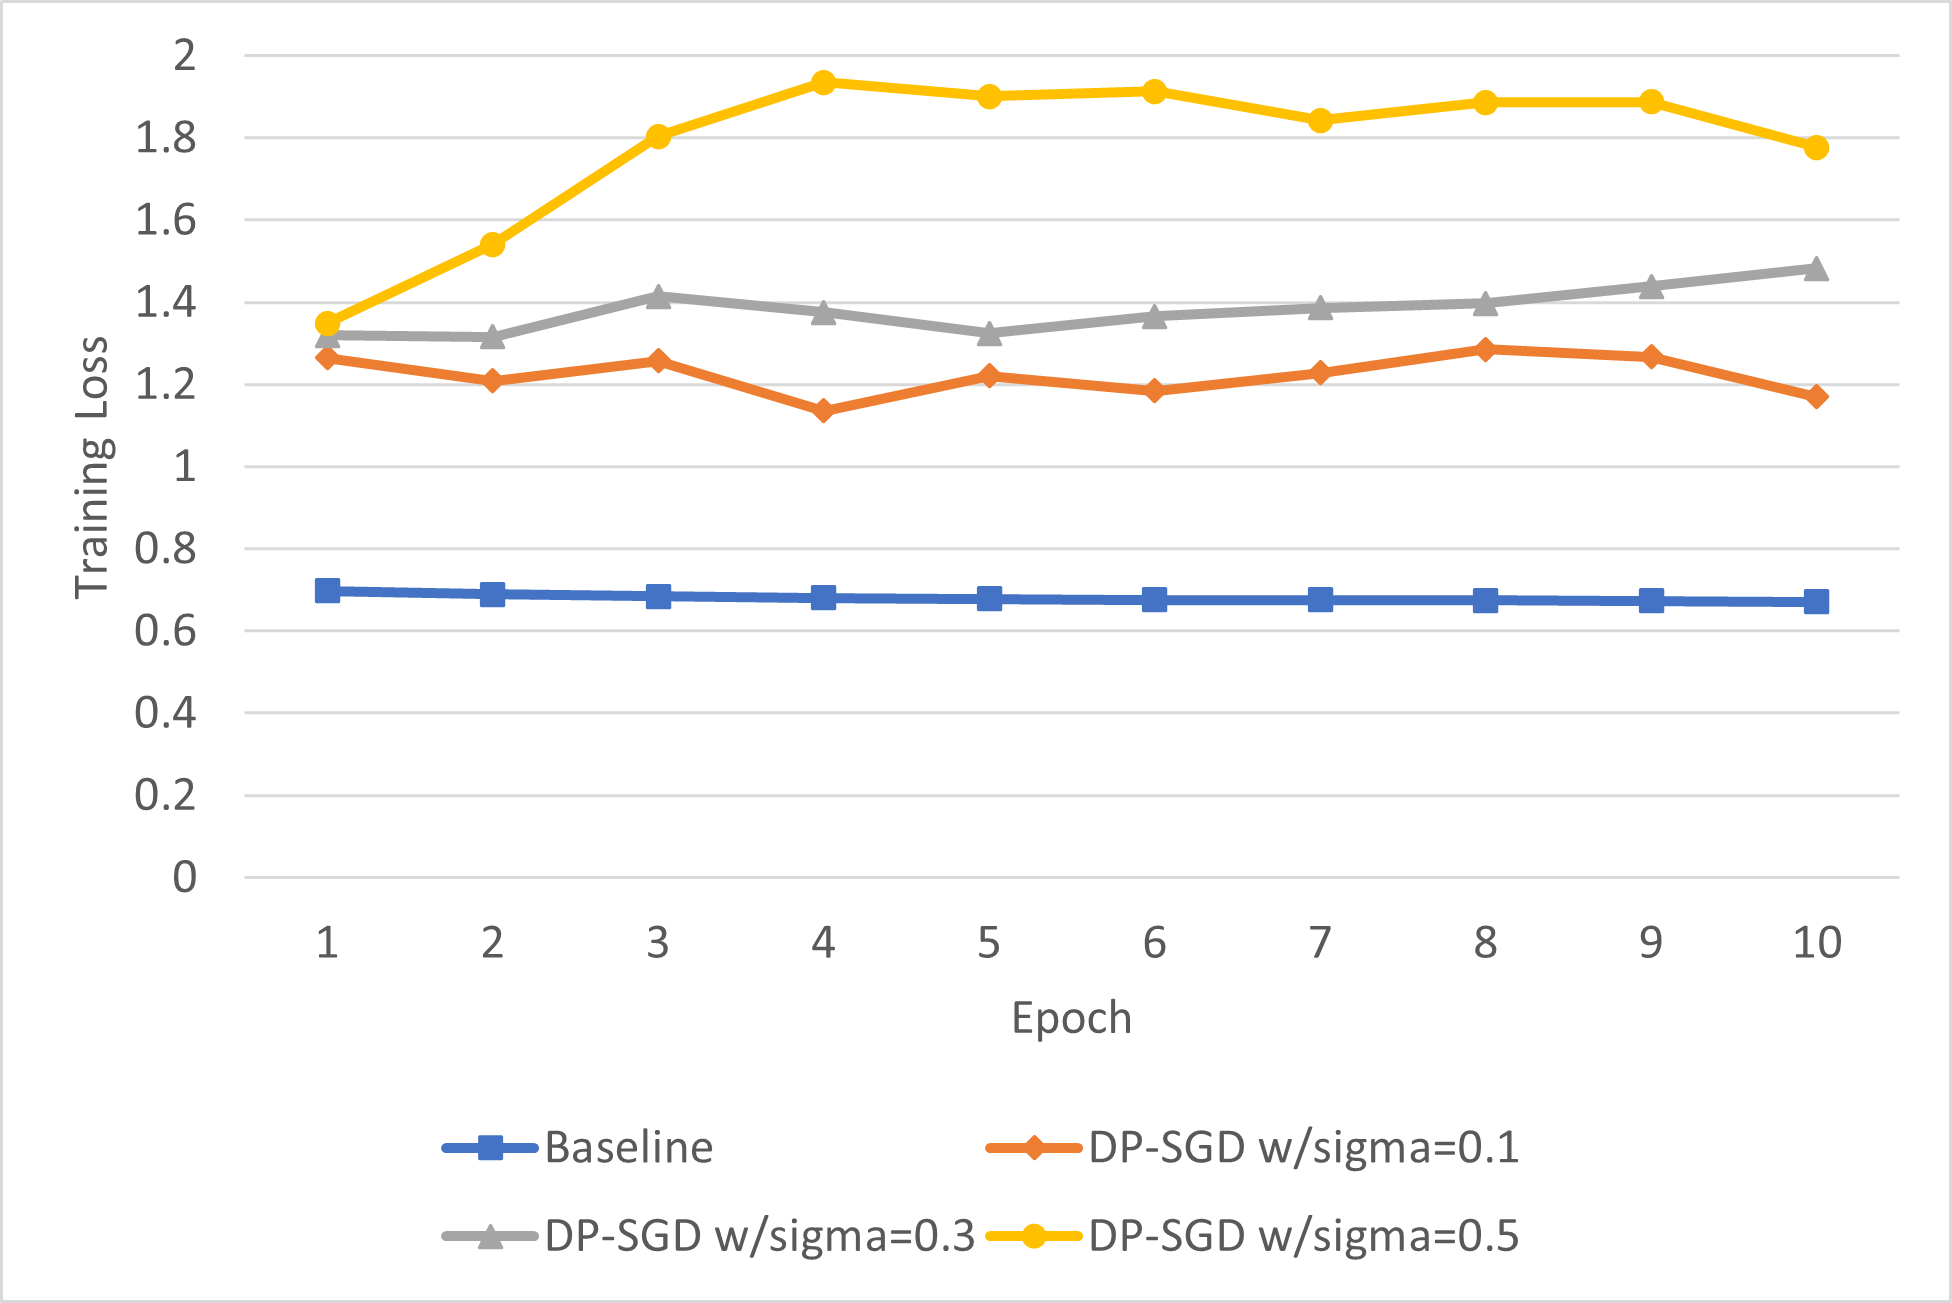 2
1.8
1.6
1.4
1.2
1
0.8
0.6
0.4
0.2
0
Training Loss
1 2 3 4 5 6 7 8 9 10
Epoch
Baseline DP-SGD w/sigma=0.1
DP-SGD w/sigma=0.3 DP-SGD w/sigma=0.5